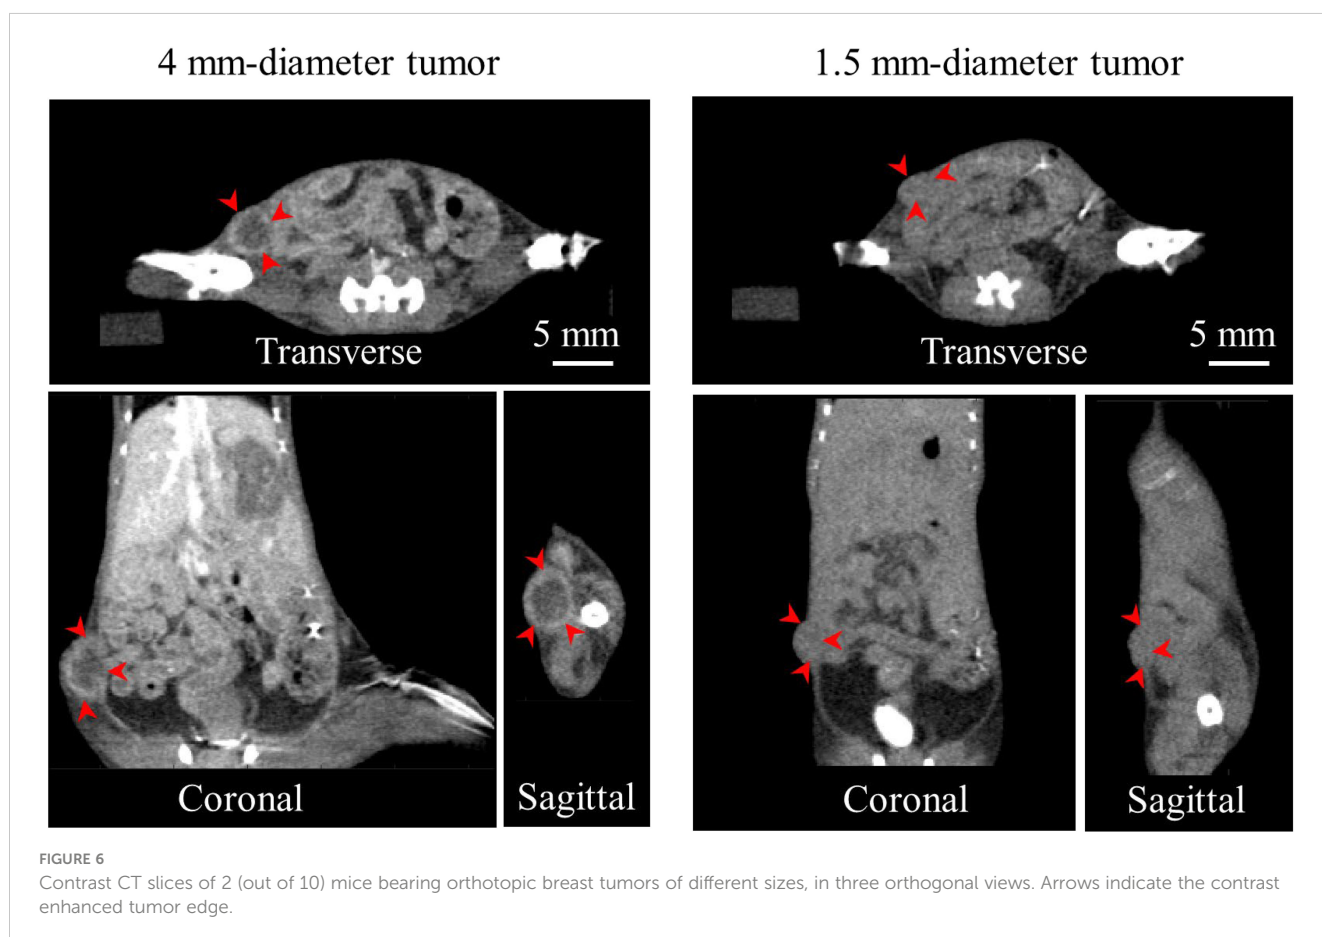 4 mm-diameter tumor
1.5 mm-diameter tumor
5 mm
Transverse
5 mm
Transverse
Coronal
Sagittal
Coronal
Sagittal
FIGURE 6
Contrast CT slices of 2 (out of 10) mice bearing orthotopic breast tumors of different sizes, in three orthogonal views. Arrows indicate the contrast
enhanced tumor edge.